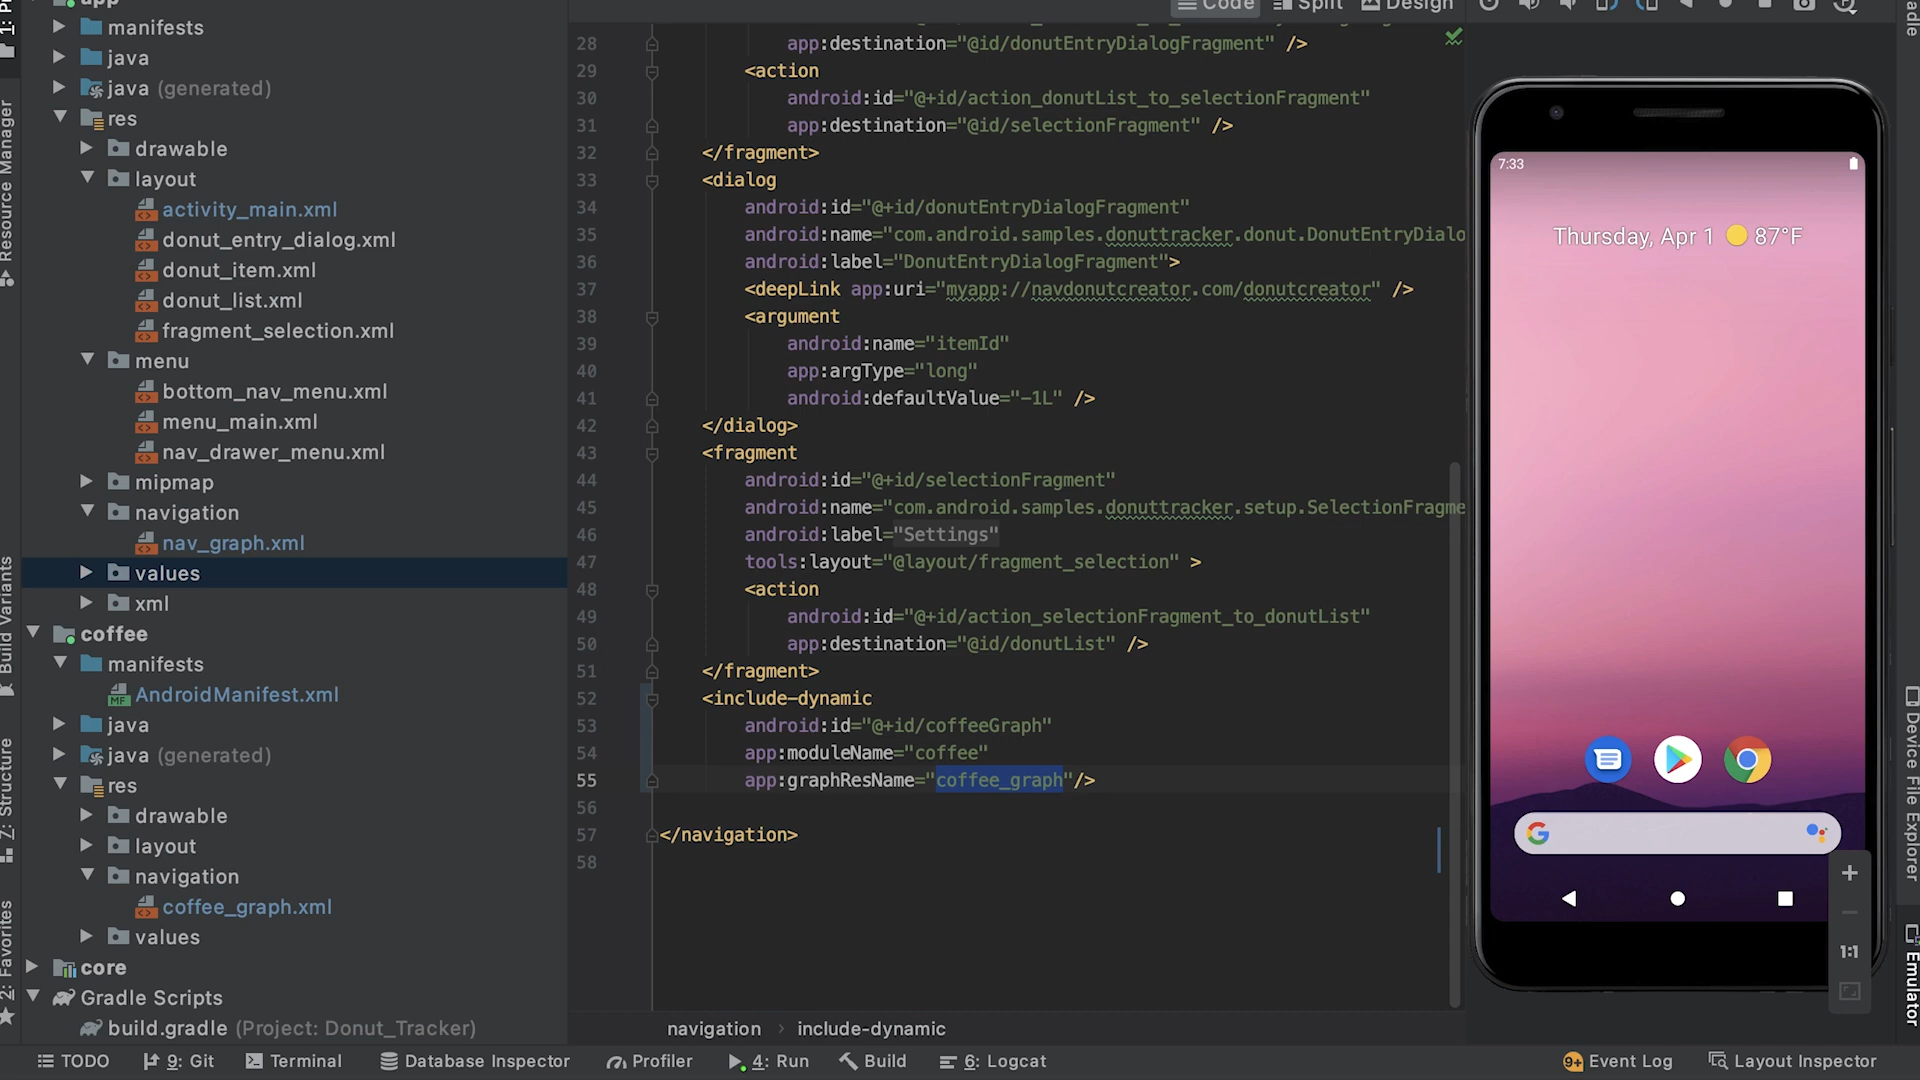 app
manifests
java
java (generated)
res
drawable
layout
activity_main.xml
donut_entry_dialog.xml
donut_item.xml
donut_list.xml
fragment_selection.xml
menu
bottom_nav_menu.xml
menu_main.xml
nav_drawer_menu.xml
mipmap
navigation
nav_graph.xml
values
xml
coffee
manifests
AndroidManifest.xml
java
java (generated)
res
drawable
layout
navigation
coffee_graph.xml
values
core
Gradle Scripts
build.gradle (Project: Donut_Tracker)
Resource Manager
Build Variants
7: Structure
2: Favorites
Code Split Design
28 app:destination="@id/donutEntryDialogFragment" />
29 <action
30 android:id="@+id/action_donutList_to_selectionFragment"
31 app:destination="@id/selectionFragment" />
32 </fragment>
33 <dialog
34 android:id="@+id/donutEntryDialogFragment"
35 android:name="com.android.samples.donuttracker.donut.DonutEntryDialo
36 android:label="DonutEntryDialogFragment">
37 <deepLink app:uri="myapp://navdonutcreator.com/donutcreator" />
38 <argument
39 android:name="itemId"
40 app:argType="long"
41 android:defaultValue="-1L" />
42 </dialog>
43 <fragment
44 android:id="@+id/selectionFragment"
45 android:name="com.android.samples.donuttracker.setup.SelectionFragme
46 android:label="Settings"
47 tools:layout="@layout/fragment_selection" >
48 <action
49 android:id="@+id/action_selectionFragment_to_donutList"
50 app:destination="@id/donutList" />
51 </fragment>
52 <include-dynamic
53 android:id="@+id/coffeeGraph"
54 app:moduleName="coffee"
55 app:graphResName="coffee_graph"/>
56
57 </navigation>
58
navigation › include-dynamic
7:33
Thursday, Apr 1 87°F
1:1
Device File Explorer
Emulator
TODO 9: Git Terminal Database Inspector Profiler 4: Run Build 6: Logcat 9+ Event Log Layout Inspector